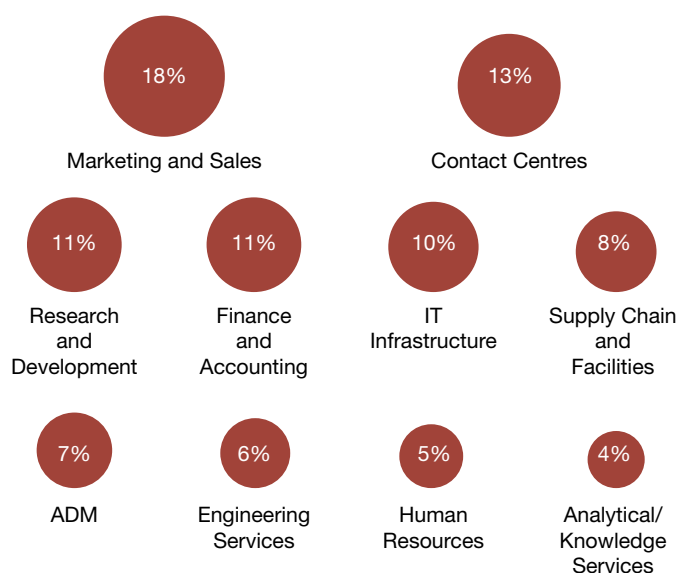 18%
13%
Marketing and Sales
Contact Centres
11%
11%
10%
8%
Research
and
Development
Finance
and
Accounting
IT
Infrastructure
Supply Chain
and
Facilities
7%
6%
5%
4%
ADM
Engineering
Services
Human
Resources
Analytical/
Knowledge
Services